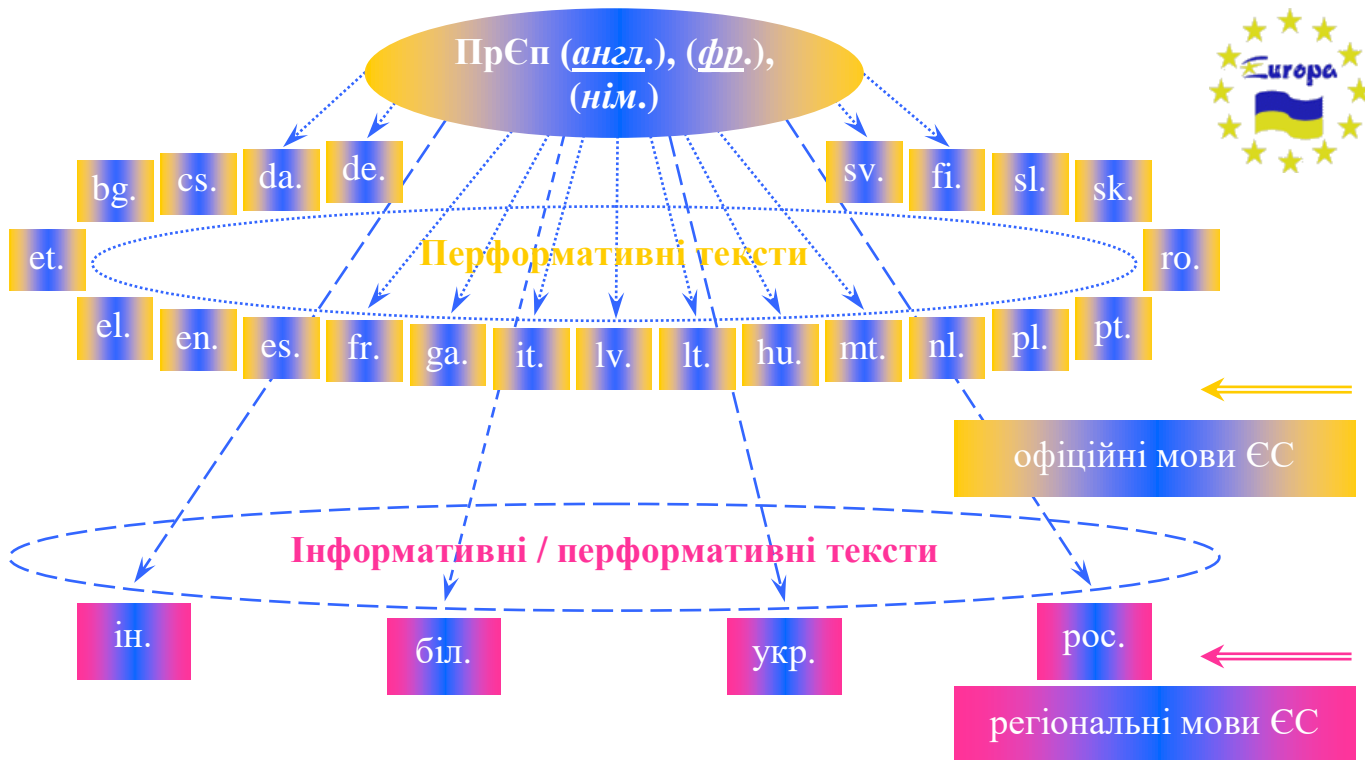 ПрЄп (англ.), (фр.),
(нім.)
Europa
bg.
cs.
da.
de.
sv.
fi.
sl.
sk.
et.
Перформативні тексти
ro.
el.
en.
es.
fr.
ga.
it.
lv.
lt.
hu.
mt.
nl.
pl.
pt.
офіційні мови ЄС
Інформативні / перформативні тексти
ін.
біл.
укр.
рос.
регіональні мови ЄС